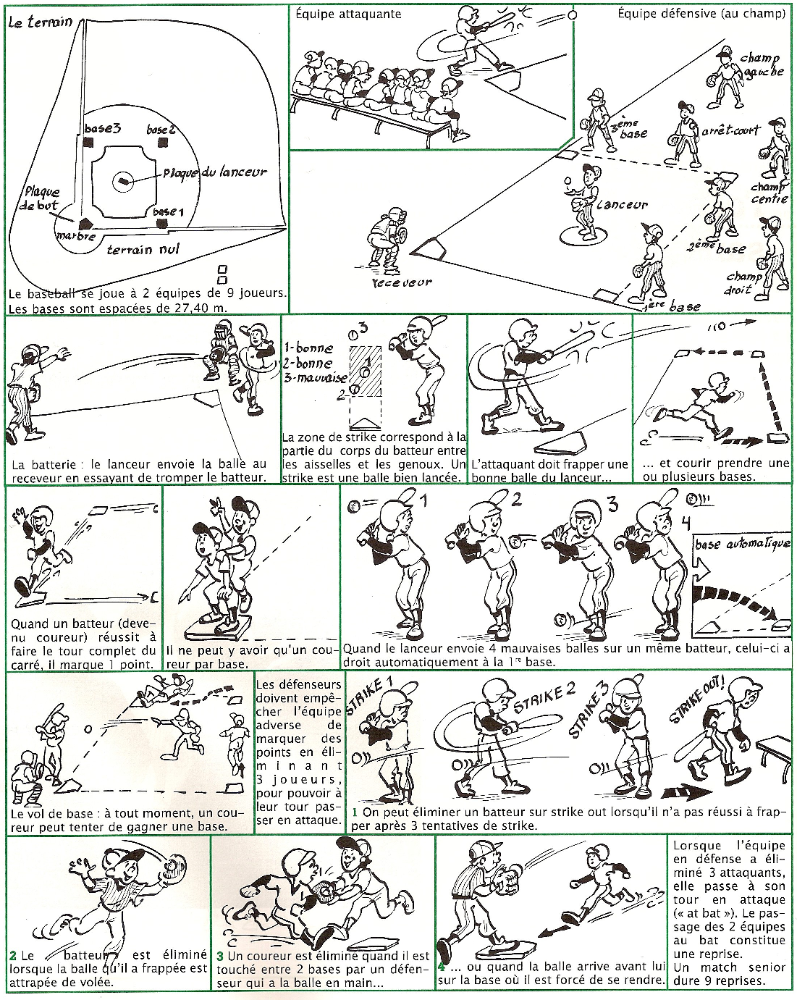 Le terrain
base3
base2
Plaque du lanceur
Plaque
de but
base1
marbre
terrain nul
Le baseball se joue à 2 équipes de 9 joueurs.
Les bases sont espacées de 27,40 m.
Équipe attaquante
Équipe défensive (au champ)
champ
gauche
3ème
base
arrêt-court
champ
centre
lanceur
2ème base
receveur
champ
droit
1ère base
La batterie : le lanceur envoie la balle au
receveur en essayant de tromper le batteur.
3
1-bonne
2-bonne
3-mauvaise
1
2
La zone de strike correspond à la
partie du corps du batteur entre
les aisselles et les genoux. Un
strike est une balle bien lancée.
L'attaquant doit frapper une
bonne balle du lanceur...
... et courir prendre une
ou plusieurs bases.
Quand un batteur (deve-
nu coureur) réussit à
faire le tour complet du
carré, il marque 1 point.
Il ne peut y avoir qu'un cou-
reur par base.
1
2
3
4
base automatique
Quand le lanceur envoie 4 mauvaises balles sur un même batteur, celui-ci a
droit automatiquement à la 1re base.
Le vol de base : à tout moment, un cou-
reur peut tenter de gagner une base.
Les défenseurs
doivent empê-
cher l'équipe
adverse de
marquer des
points en éli-
minant
3 joueurs,
pour pouvoir à
leur tour pas-
ser en attaque.
STRIKE 1
STRIKE 2
STRIKE 3
STRIKE OUT!
1 On peut éliminer un batteur sur strike out lorsqu'il n'a pas réussi à frap-
per après 3 tentatives de strike.
2 Le batteur est éliminé
lorsque la balle qu'il a frappée est
attrapée de volée.
3 Un coureur est éliminé quand il est
touché entre 2 bases par un défen-
seur qui a la balle en main...
4 ... ou quand la balle arrive avant lui
sur la base où il est forcé de se rendre.
Lorsque l'équipe
en défense a éli-
miné 3 attaquants,
elle passe à son
tour en attaque
(« at bat »). Le pas-
sage des 2 équipes
au bat constitue
une reprise.
Un match senior
dure 9 reprises.